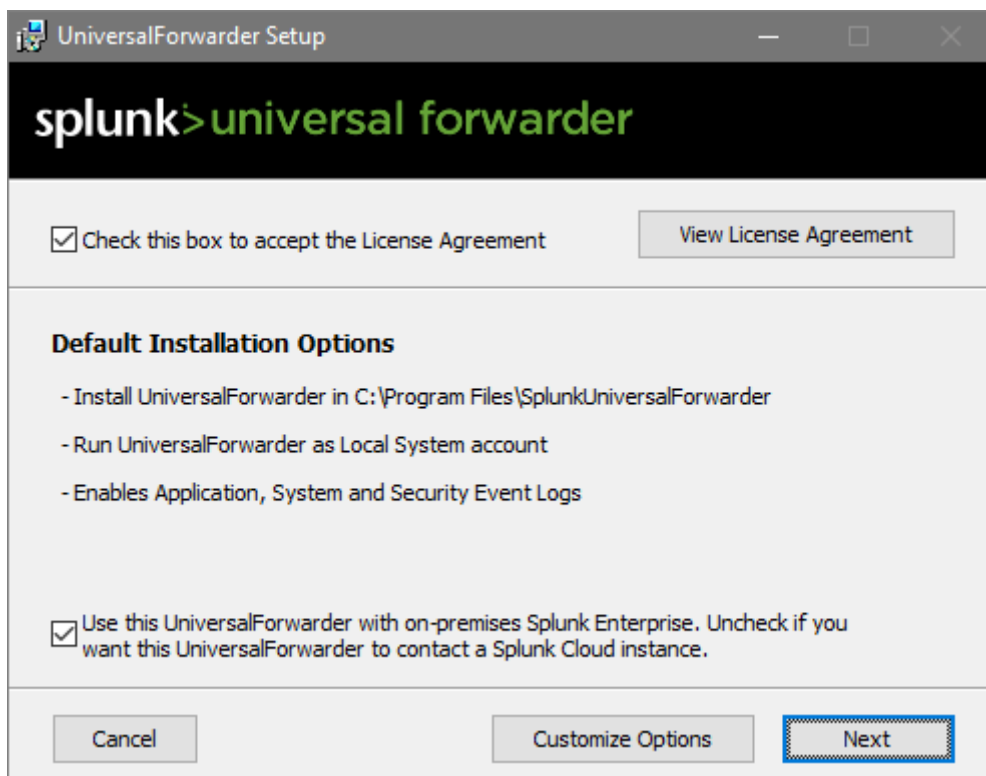 UniversalForwarder Setup
splunk>universal forwarder
Check this box to accept the License Agreement
View License Agreement
Default Installation Options
- Install UniversalForwarder in C:\Program Files\SplunkUniversalForwarder
- Run UniversalForwarder as Local System account
- Enables Application, System and Security Event Logs
Use this UniversalForwarder with on-premises Splunk Enterprise. Uncheck if you
want this UniversalForwarder to contact a Splunk Cloud instance.
Cancel
Customize Options
Next